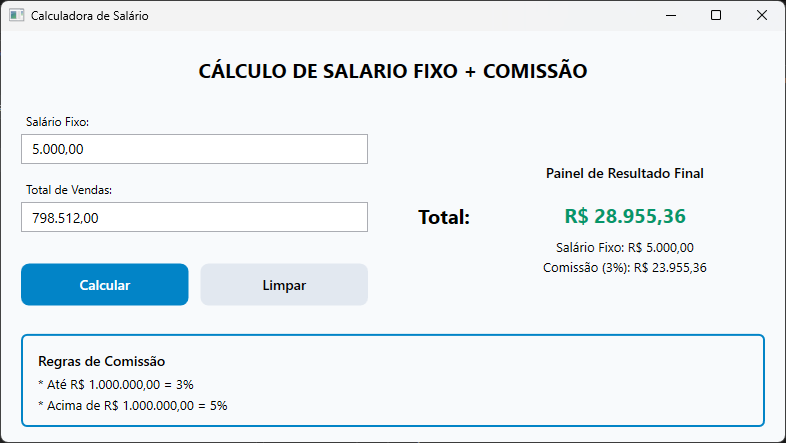 Calculadora de Salário
CÁLCULO DE SALARIO FIXO + COMISSÃO
Salário Fixo:
5.000,00
Total de Vendas:
798.512,00
Calcular
Limpar
Total:
Painel de Resultado Final
R$ 28.955,36
Salário Fixo: R$ 5.000,00
Comissão (3%): R$ 23.955,36
Regras de Comissão
* Até R$ 1.000.000,00 = 3%
* Acima de R$ 1.000.000,00 = 5%